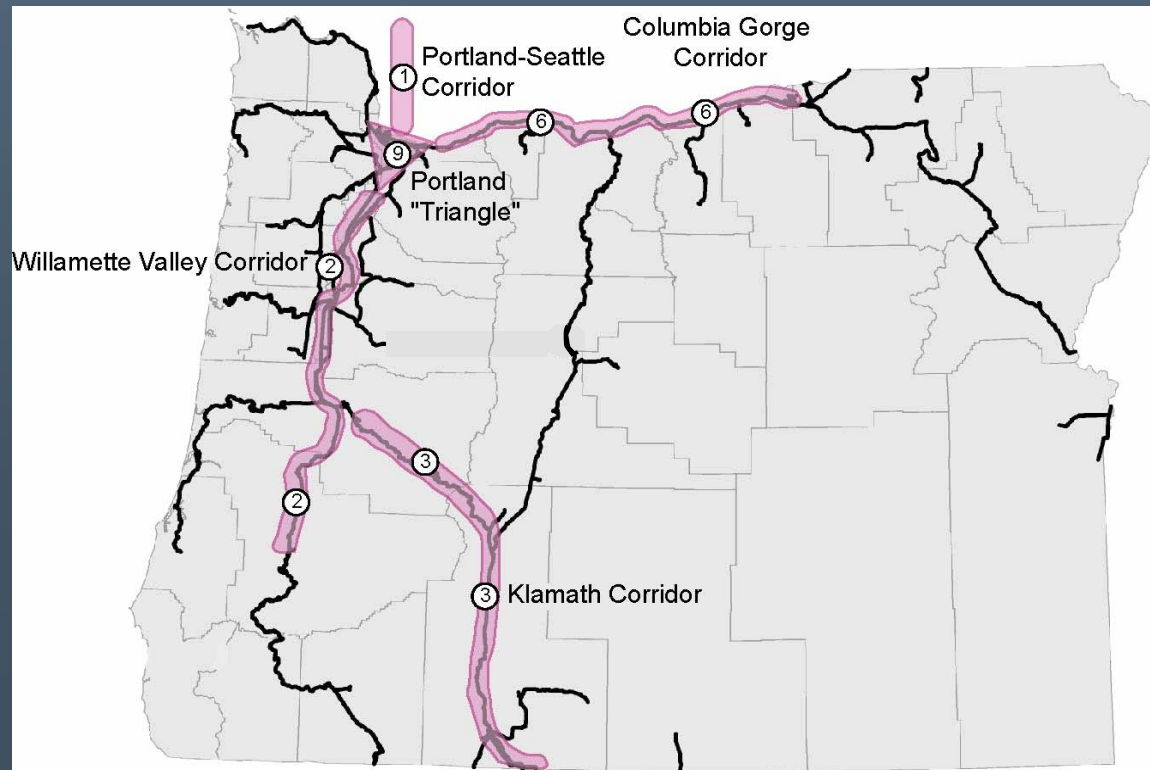 Columbia Gorge
Corridor
Portland-Seattle
Corridor
1
6
6
9
Portland
"Triangle"
Willamette Valley Corridor
2
3
2
3
Klamath Corridor